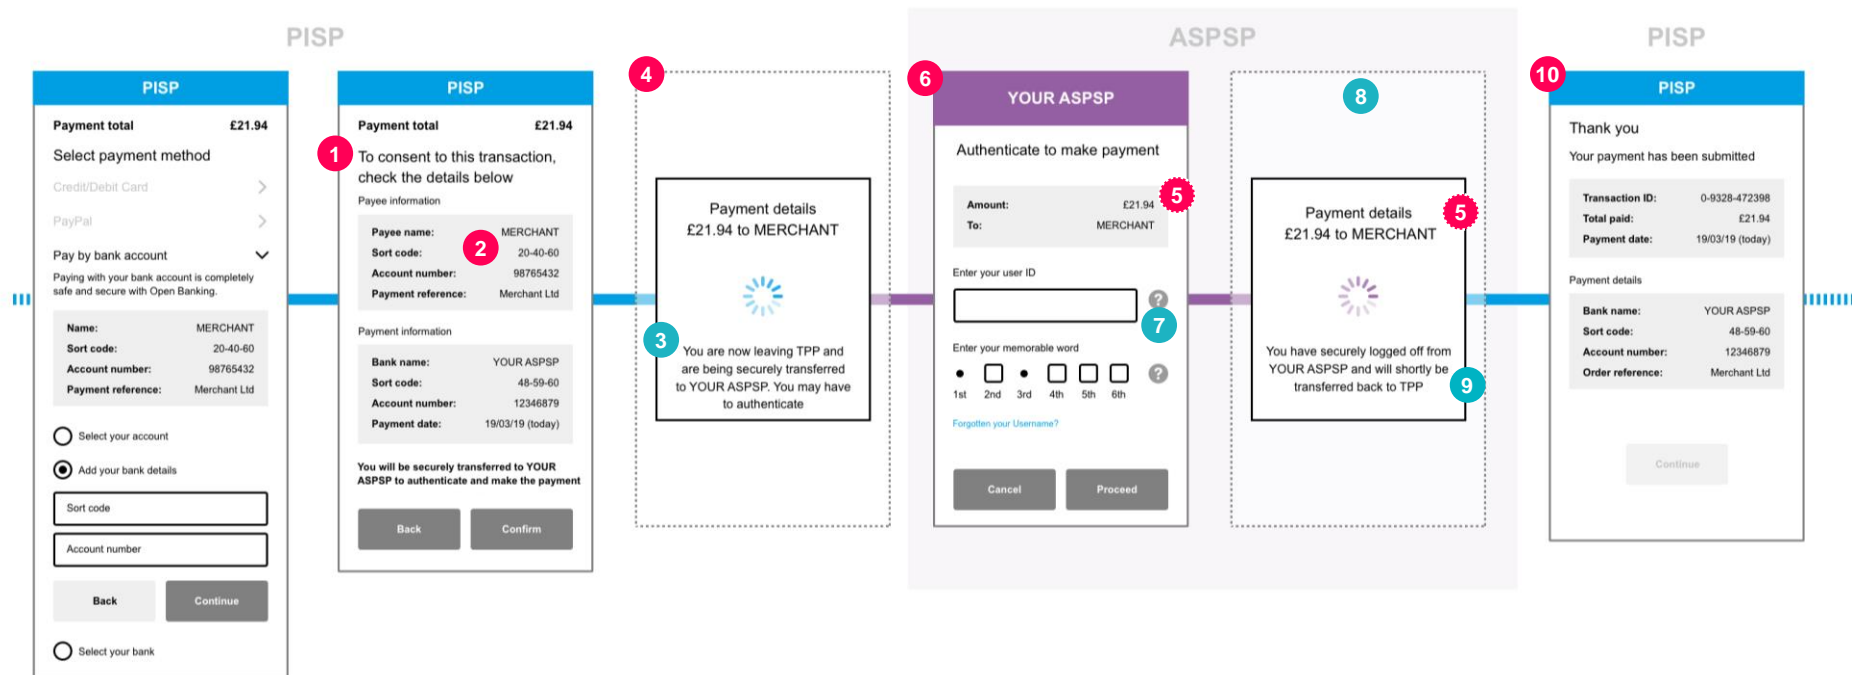 PISP
ASPSP
PISP
PISP
Payment total £21.94
Select payment method
Credit/Debit Card
PayPal
Pay by bank account
Paying with your bank account is completely
safe and secure with Open Banking.
Name: MERCHANT
Sort code: 20-40-60
Account number: 98765432
Payment reference: Merchant Ltd
Select your account
Add your bank details
Sort code
Account number
Back Continue
Select your bank
PISP
Payment total £21.94
1
To consent to this transaction,
check the details below
Payee information
Payee name: MERCHANT
2
Sort code: 20-40-60
Account number: 98765432
Payment reference: Merchant Ltd
Payment information
Bank name: YOUR ASPSP
Sort code: 48-59-60
Account number: 12346879
Payment date: 19/03/19 (today)
You will be securely transferred to YOUR
ASPSP to authenticate and make the payment
Back Confirm
4
Payment details
£21.94 to MERCHANT
3
You are now leaving TPP and
are being securely transferred
to YOUR ASPSP. You may have
to authenticate
6
YOUR ASPSP
Authenticate to make payment
5
Amount: £21.94
To: MERCHANT
Enter your user ID
?
7
Enter your memorable word
?
1st 2nd 3rd 4th 5th 6th
Forgotten your Username?
Cancel Proceed
8
Payment details
5
£21.94 to MERCHANT
You have securely logged off from
YOUR ASPSP and will shortly be
transferred back to TPP
9
10
PISP
Thank you
Your payment has been submitted
Transaction ID: 0-9328-472398
Total paid: £21.94
Payment date: 19/03/19 (today)
Payment details
Bank name: YOUR ASPSP
Sort code: 48-59-60
Account number: 12346879
Order reference: Merchant Ltd
Continue